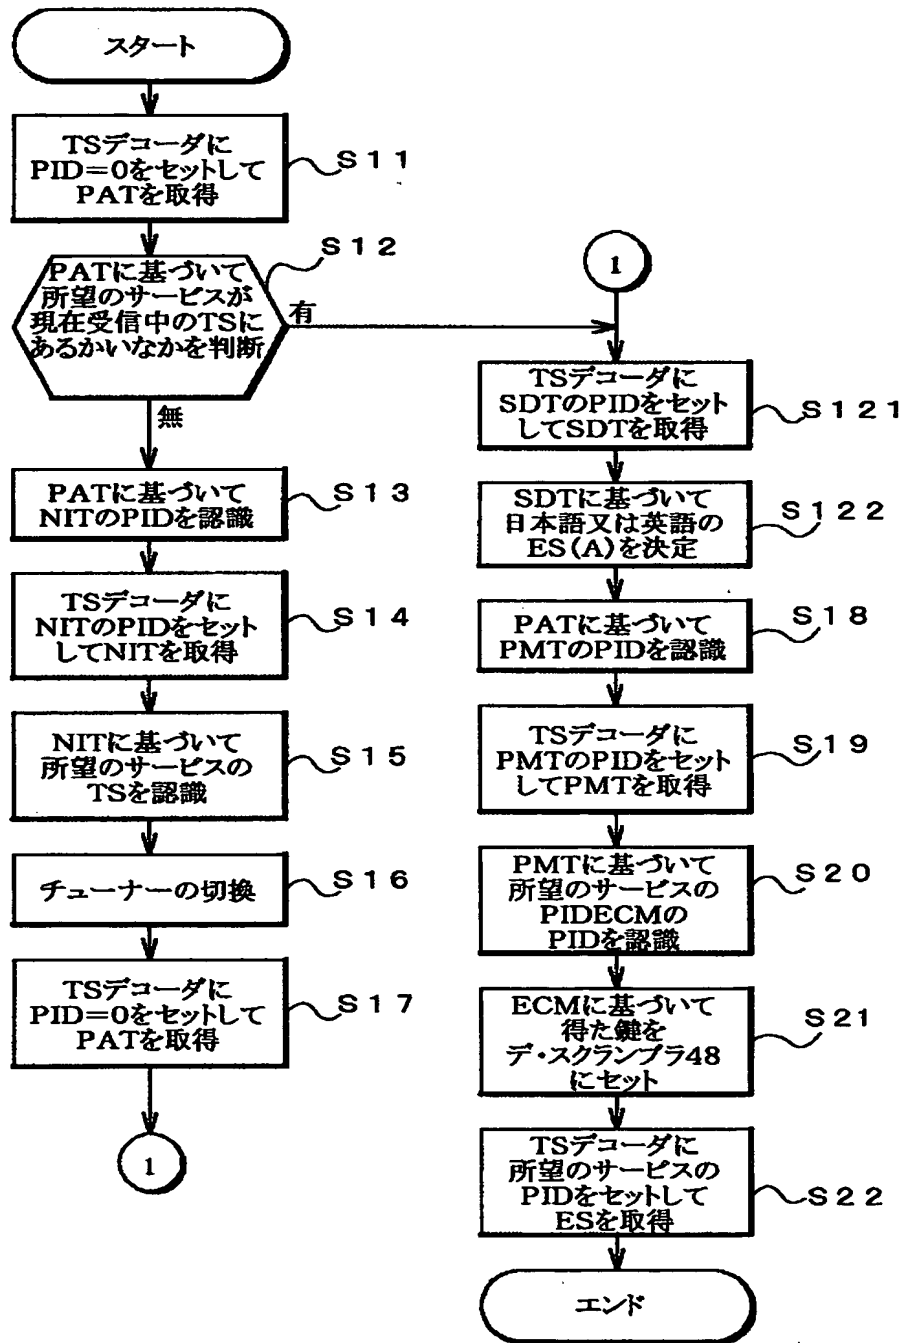 スタート
TSデコーダに
PID=0をセットして
PATを取得
S11
S12
PATに基づいて
所望のサービスが
現在受信中のTSに
あるかいなかを判断
有
無
PATに基づいて
NITのPIDを認識
S13
TSデコーダに
NITのPIDをセット
してNITを取得
S14
NITに基づいて
所望のサービスの
TSを認識
S15
チューナーの切換
S16
TSデコーダに
PID=0をセットして
PATを取得
S17
1
1
TSデコーダに
SDTのPIDをセット
してSDTを取得
S121
SDTに基づいて
日本語又は英語の
ES(A)を決定
S122
PATに基づいて
PMTのPIDを認識
S18
TSデコーダに
PMTのPIDをセット
してPMTを取得
S19
PMTに基づいて
所望のサービスの
PIDECMの
PIDを認識
S20
ECMに基づいて
得た鍵を
デ・スクランブラ48
にセット
S21
TSデコーダに
所望のサービスの
PIDをセットして
ESを取得
S22
エンド